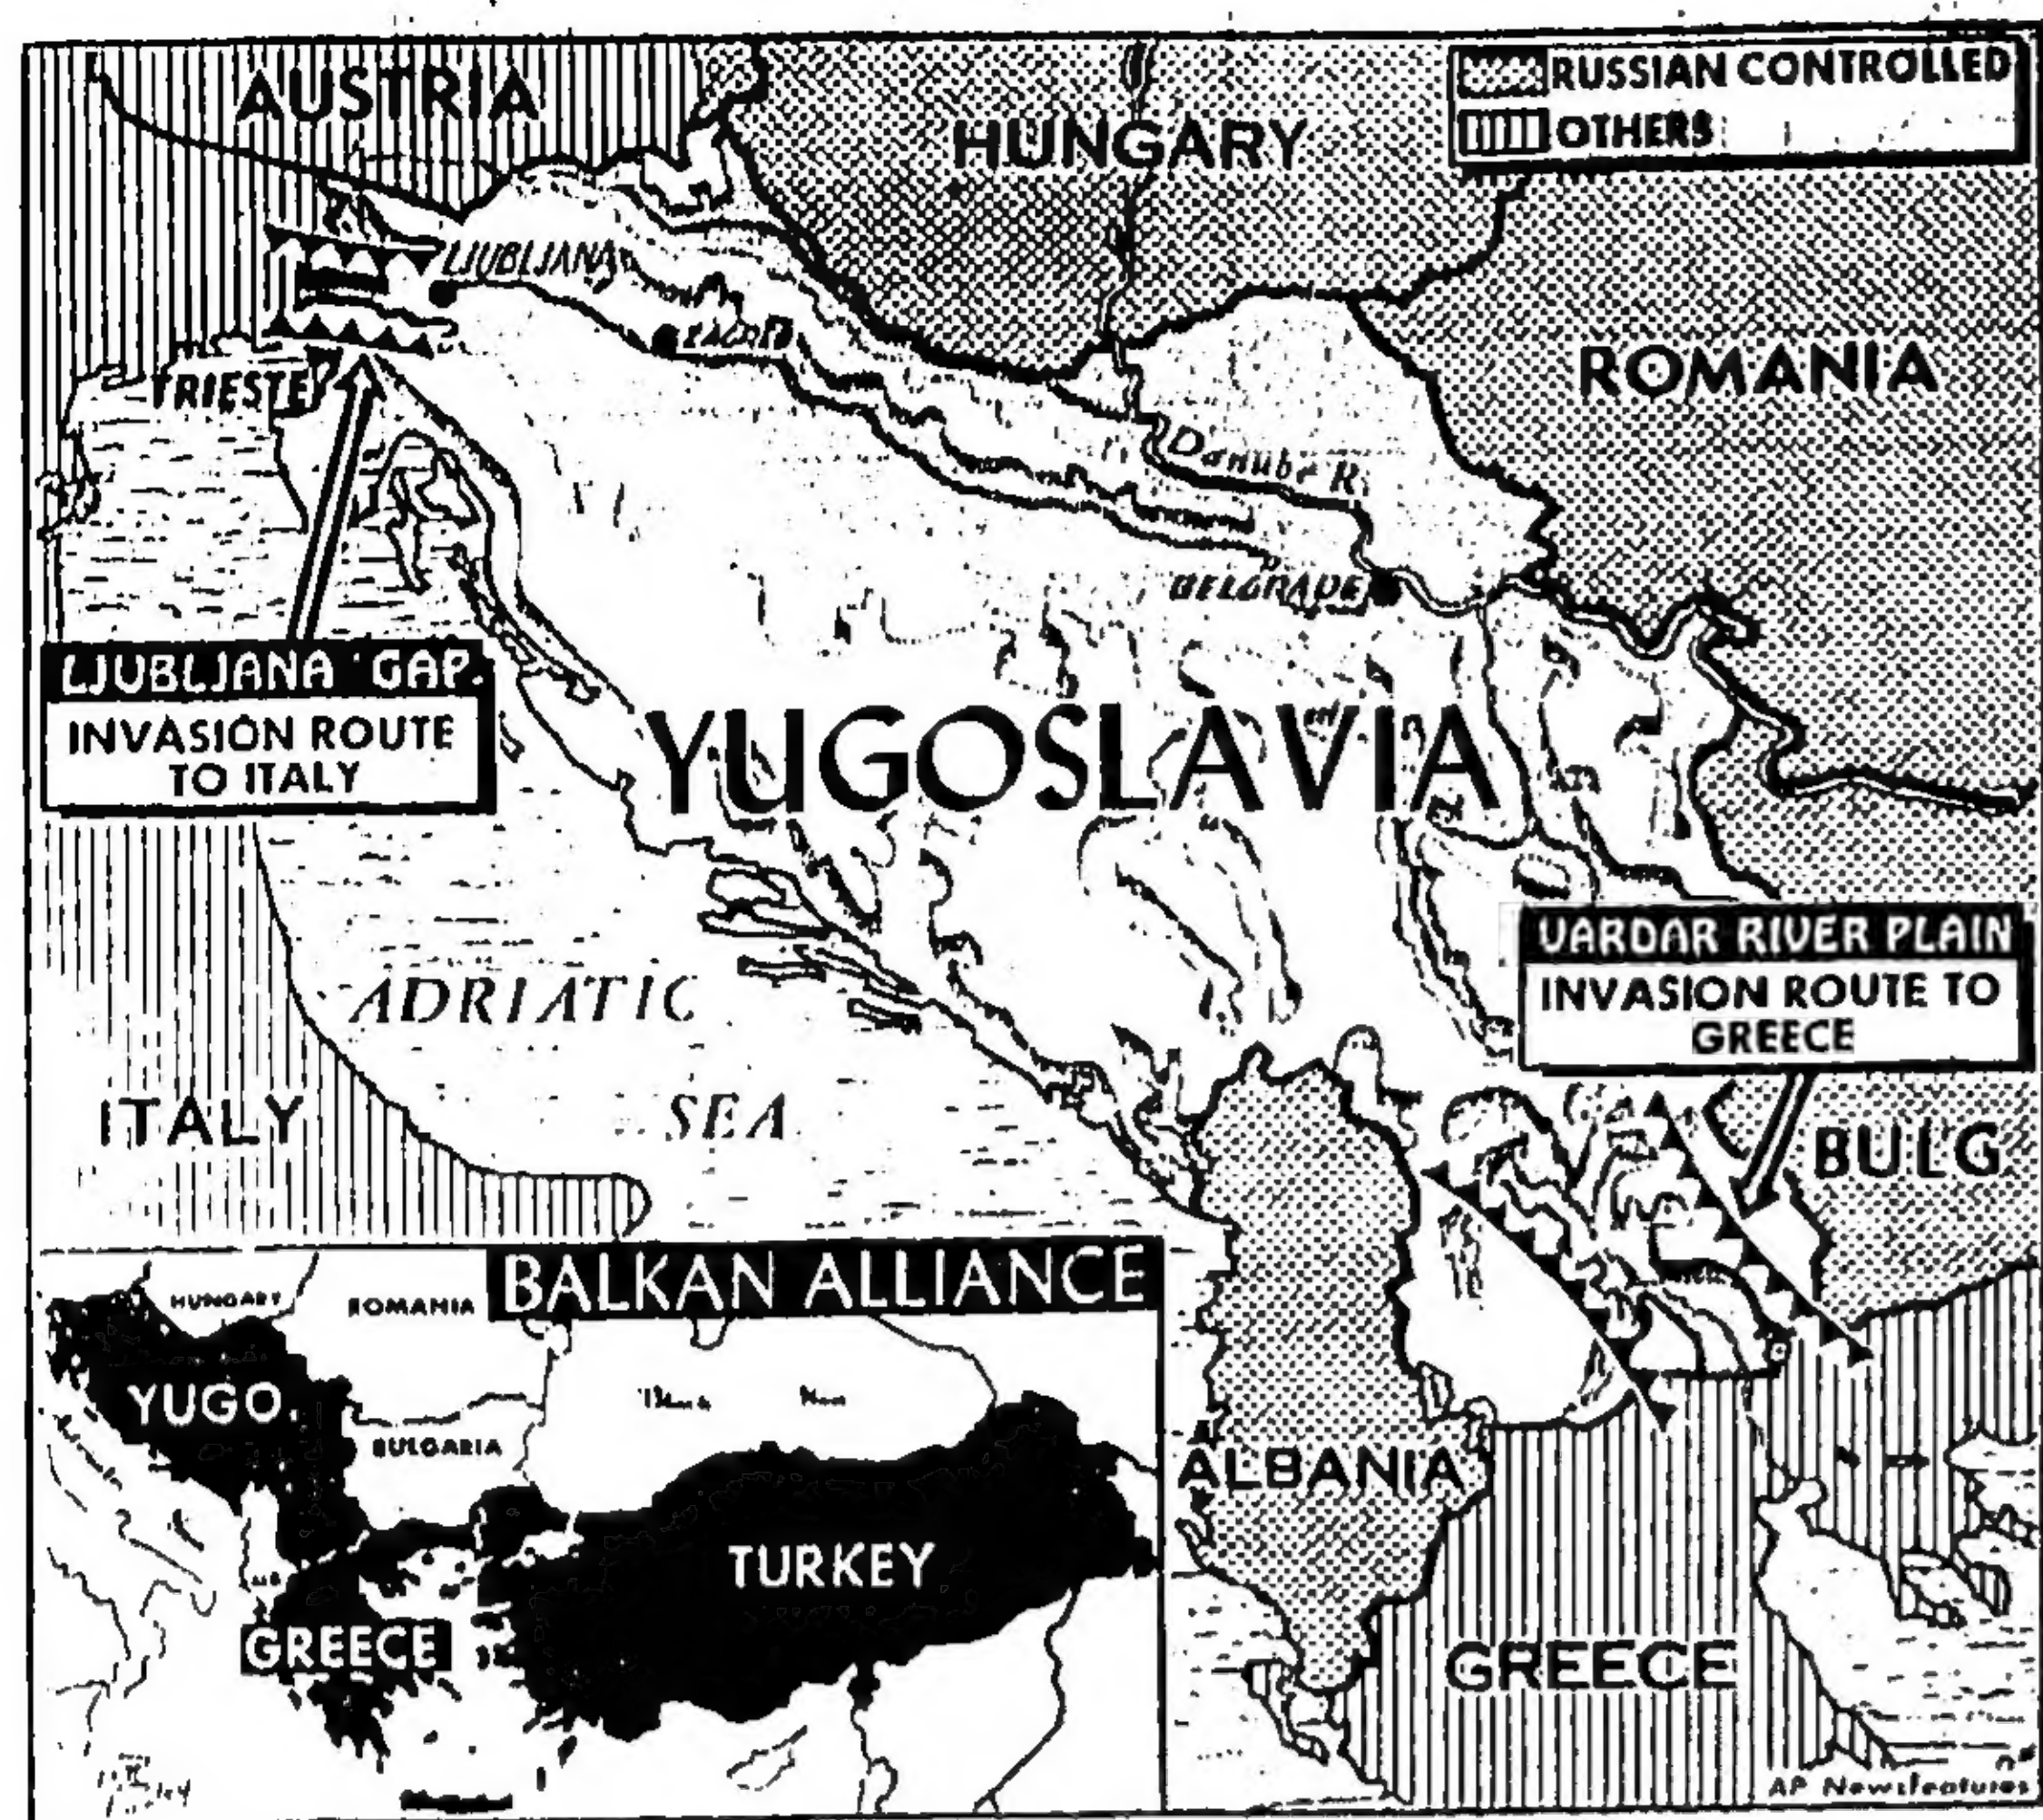 AUSTRIA
HUNGARY
RUSSIAN CONTROLLED
OTHERS
LJUBLJANA
ZAGREB
ROMANIA
TRIESTE
Danube R.
BELGRADE
LJUBLJANA GAP.
INVASION ROUTE
TO ITALY
YUGOSLAVIA
VARDAR RIVER PLAIN
INVASION ROUTE TO
GREECE
ADRIATIC
SEA
ITALY
BULG.
BALKAN ALLIANCE
HUNGARY
ROMANIA
YUGO.
BULGARIA
TURKEY
GREECE
ALBANIA
GREECE
AP Newsfeatures